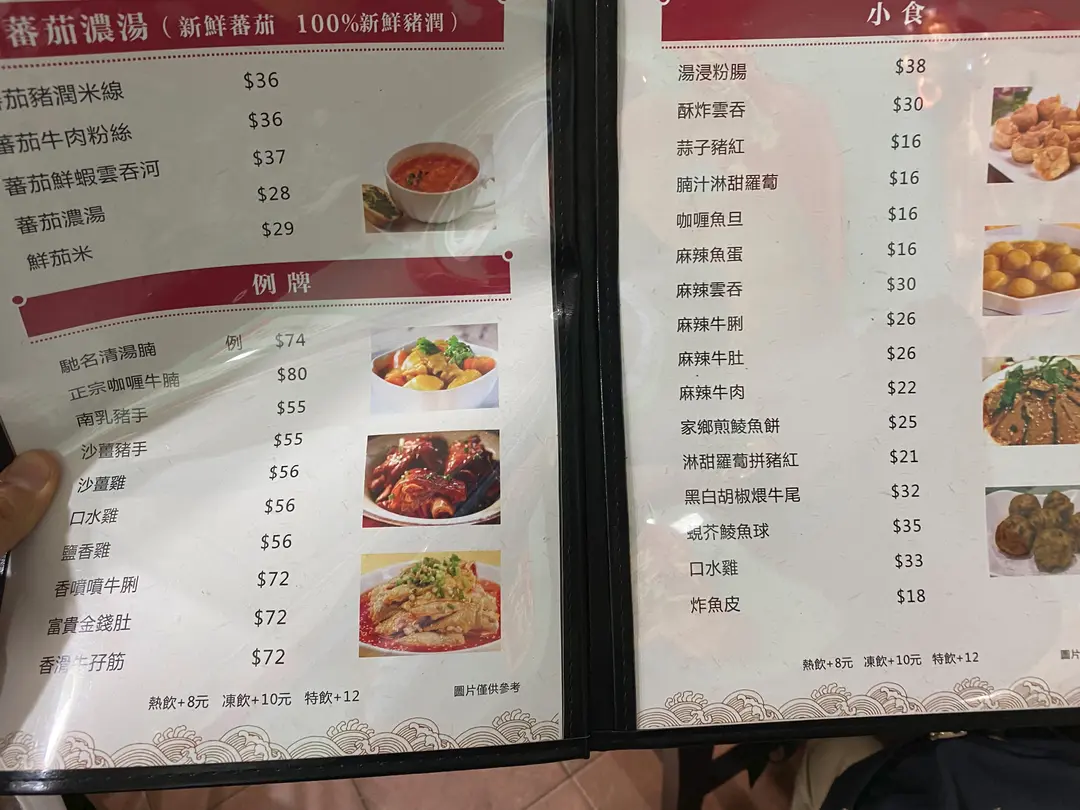 蕃茄濃湯（新鮮蕃茄 100%新鮮豬潤）
茄豬潤米線 $36
蕃茄牛肉粉絲 $36
蕃茄鮮蝦雲吞河 $37
蕃茄濃湯 $28
鮮茄米 $29
例牌
馳名清湯腩 例 $74
正宗咖喱牛腩 $80
南乳豬手 $55
沙薑豬手 $55
沙薑雞 $56
口水雞 $56
鹽香雞 $56
香噴噴牛脷 $72
富貴金錢肚 $72
香滑牛孖筋 $72
熱飲+8元 凍飲+10元 特飲+12
圖片僅供參考
小食
湯浸粉腸 $38
酥炸雲吞 $30
蒜子豬紅 $16
腩汁淋甜羅蔔 $16
咖喱魚旦 $16
麻辣魚蛋 $16
麻辣雲吞 $30
麻辣牛脷 $26
麻辣牛肚 $26
麻辣牛肉 $22
家鄉煎鯪魚餅 $25
淋甜羅蔔拼豬紅 $21
黑白胡椒煨牛尾 $32
蜆芥鯪魚球 $35
口水雞 $33
炸魚皮 $18
熱飲+8元 凍飲+10元 特飲+12
圖片